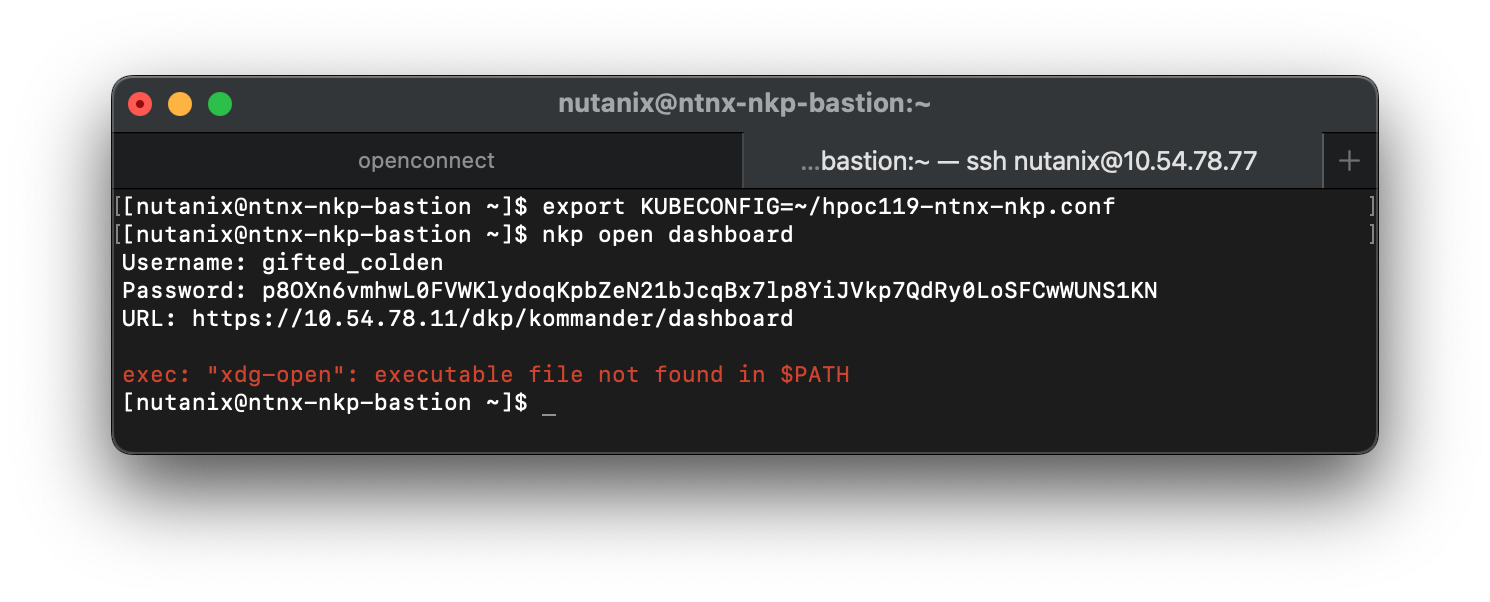 nutanix@ntnx-nkp-bastion:~
openconnect
...bastion:~ — ssh nutanix@10.54.78.77
+
[[nutanix@ntnx-nkp-bastion ~]$ export KUBECONFIG=~/hpoc119-ntnx-nkp.conf ]
[[nutanix@ntnx-nkp-bastion ~]$ nkp open dashboard ]
Username: gifted_colden
Password: p8OXn6vmhwL0FVWKlydoqKpbZeN21bJcqBx7lp8YiJVkp7QdRy0LoSFCwWUNS1KN
URL: https://10.54.78.11/dkp/kommander/dashboard
exec: "xdg-open": executable file not found in $PATH
[nutanix@ntnx-nkp-bastion ~]$ _